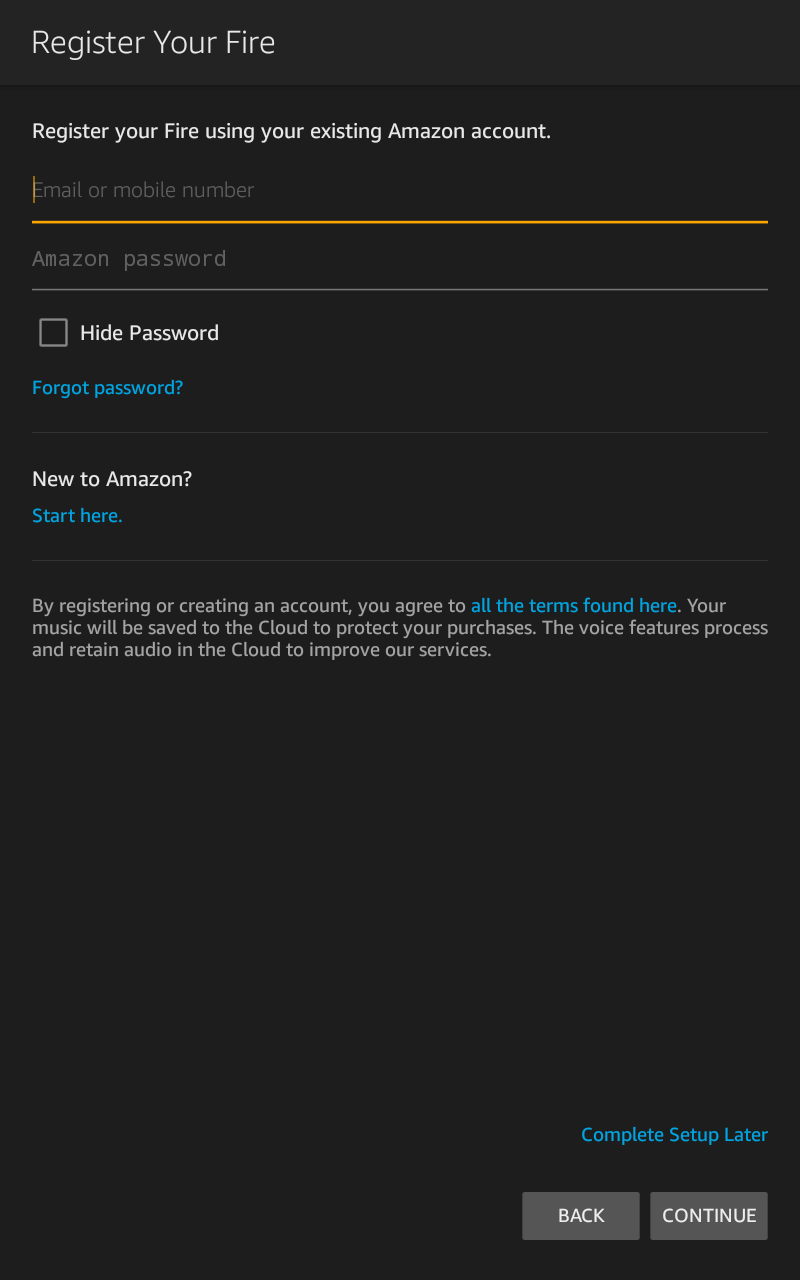 Register Your Fire
Register your Fire using your existing Amazon account.
Email or mobile number
Amazon password
Hide Password
Forgot password?
New to Amazon?
Start here.
By registering or creating an account, you agree to all the terms found here. Your
music will be saved to the Cloud to protect your purchases. The voice features process
and retain audio in the Cloud to improve our services.
Complete Setup Later
BACK CONTINUE